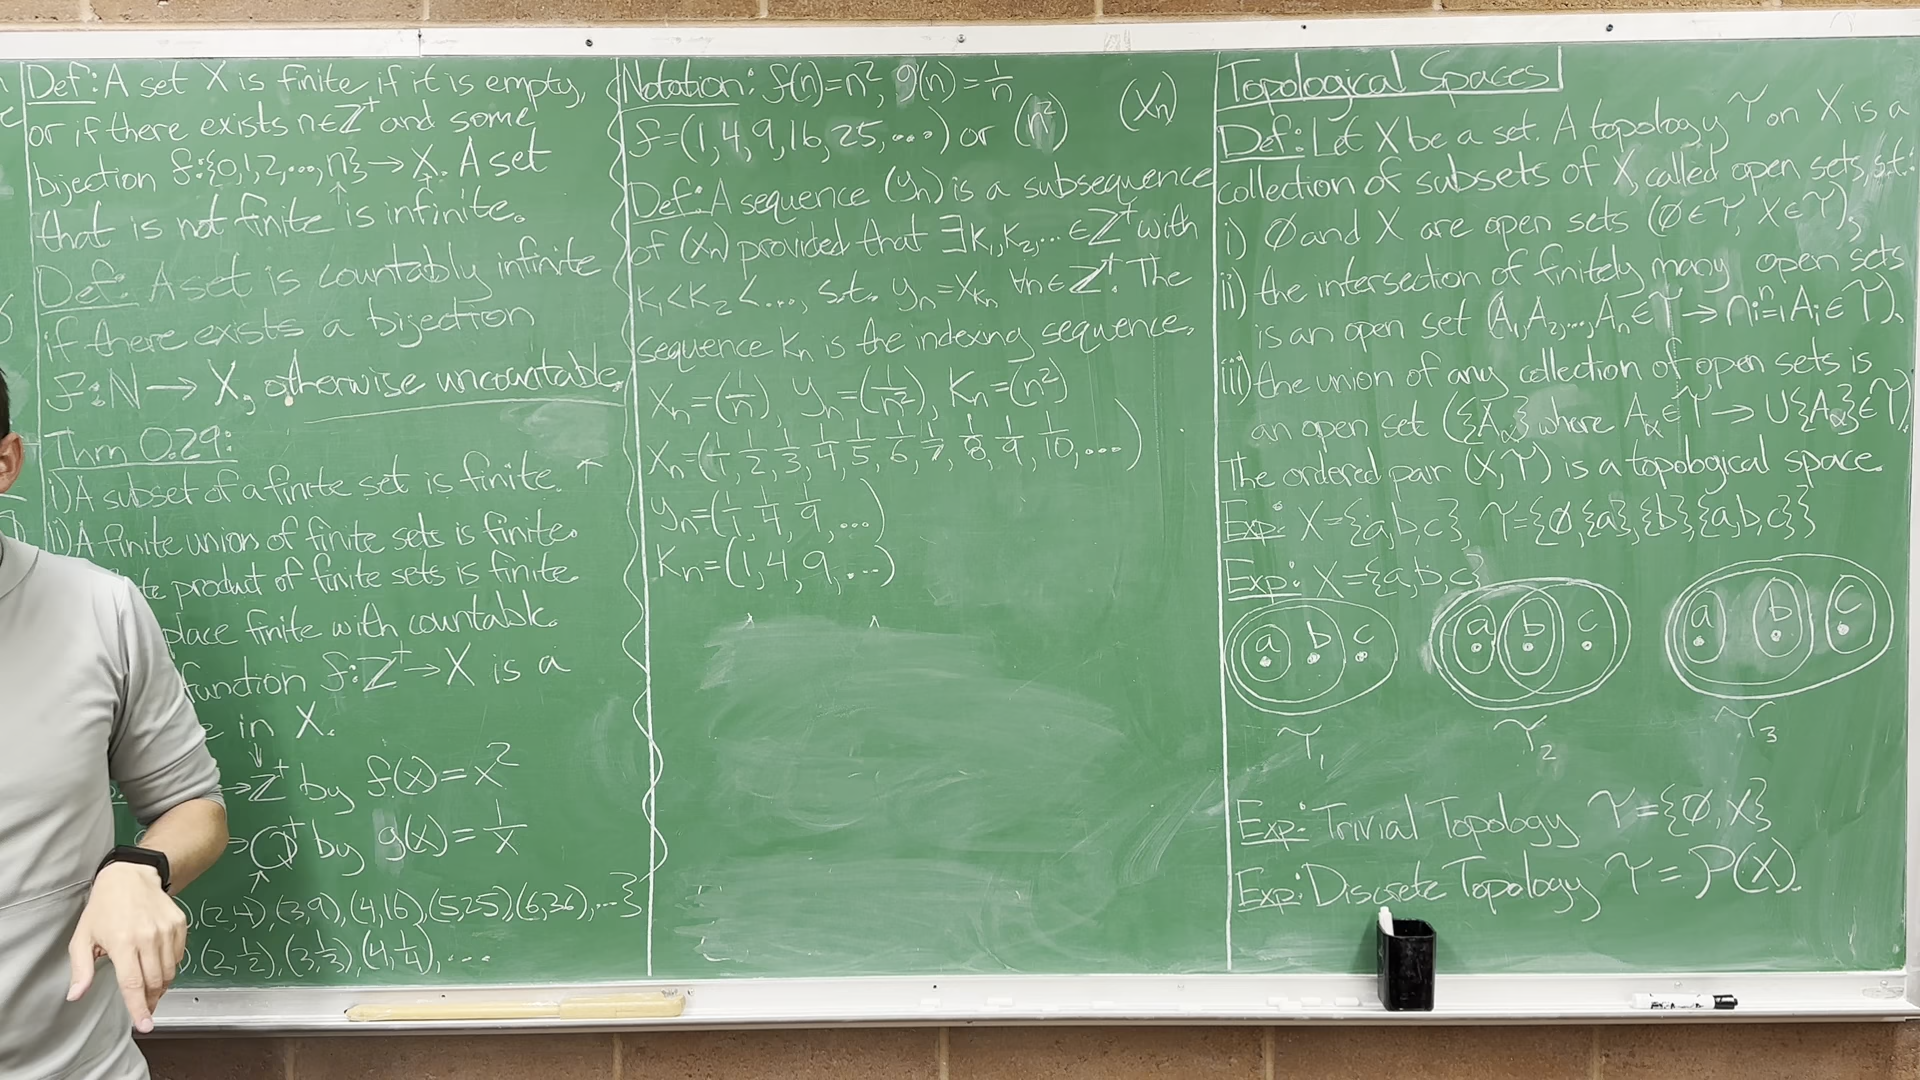 Def: A set X is finite if it is empty,
or if there exists n∈Z⁺ and some
bijection f:{0,1,2,...,n}→X. A set
that is not finite is infinite.
Def: A set is countably infinite
if there exists a bijection
f:N→X, otherwise uncountable.
Thm 0.29:
i) A subset of a finite set is finite.
ii) A finite union of finite sets is finite.
te product of finite sets is finite.
place finite with countable.
function f:Z⁺→X is a
e in X.
→Z⁺ by f(x)=x²
→Q⁺ by g(x)=1/x
),(2,4),(3,9),(4,16),(5,25),(6,36),...}
),(2,1/2),(3,1/3),(4,1/4),...
Notation: f(n)=n², g(n)=1/n
f=(1,4,9,16,25,...) or (n²) (Xn)
Def: A sequence (yn) is a subsequence
of (Xn) provided that ∃K₁,K₂,...∈Z⁺ with
K₁<K₂<..., s.t. yn=XKn ∀n∈Z⁺. The
sequence Kn is the indexing sequence.
Xn=(1/n), yn=(1/n²), Kn=(n²)
Xn=(1/1,1/2,1/3,1/4,1/5,1/6,1/7,1/8,1/9,1/10,...)
yn=(1/1,1/4,1/9,...)
Kn=(1,4,9,...)
Topological Spaces
Def: Let X be a set. A topology Υ on X is a
collection of subsets of X, called open sets, s.t.
i) ∅ and X are open sets (∅∈Υ, X∈Υ),
ii) the intersection of finitely many open sets
is an open set (A₁,A₂,...,An∈Υ→∩ⁿi=1 Ai∈Υ),
iii) the union of any collection of open sets is
an open set ({Aα} where Aα∈Υ→∪{Aα}∈Υ)
The ordered pair (X,Υ) is a topological space.
Exp: X={a,b,c}, Υ={∅,{a},{b},{a,b,c}}
Exp: X={a,b,c}
a b c a b c a b c
Υ₁ Υ₂ Υ₃
Exp: Trivial Topology Υ={∅,X}
Exp: Discrete Topology Υ=P(X).